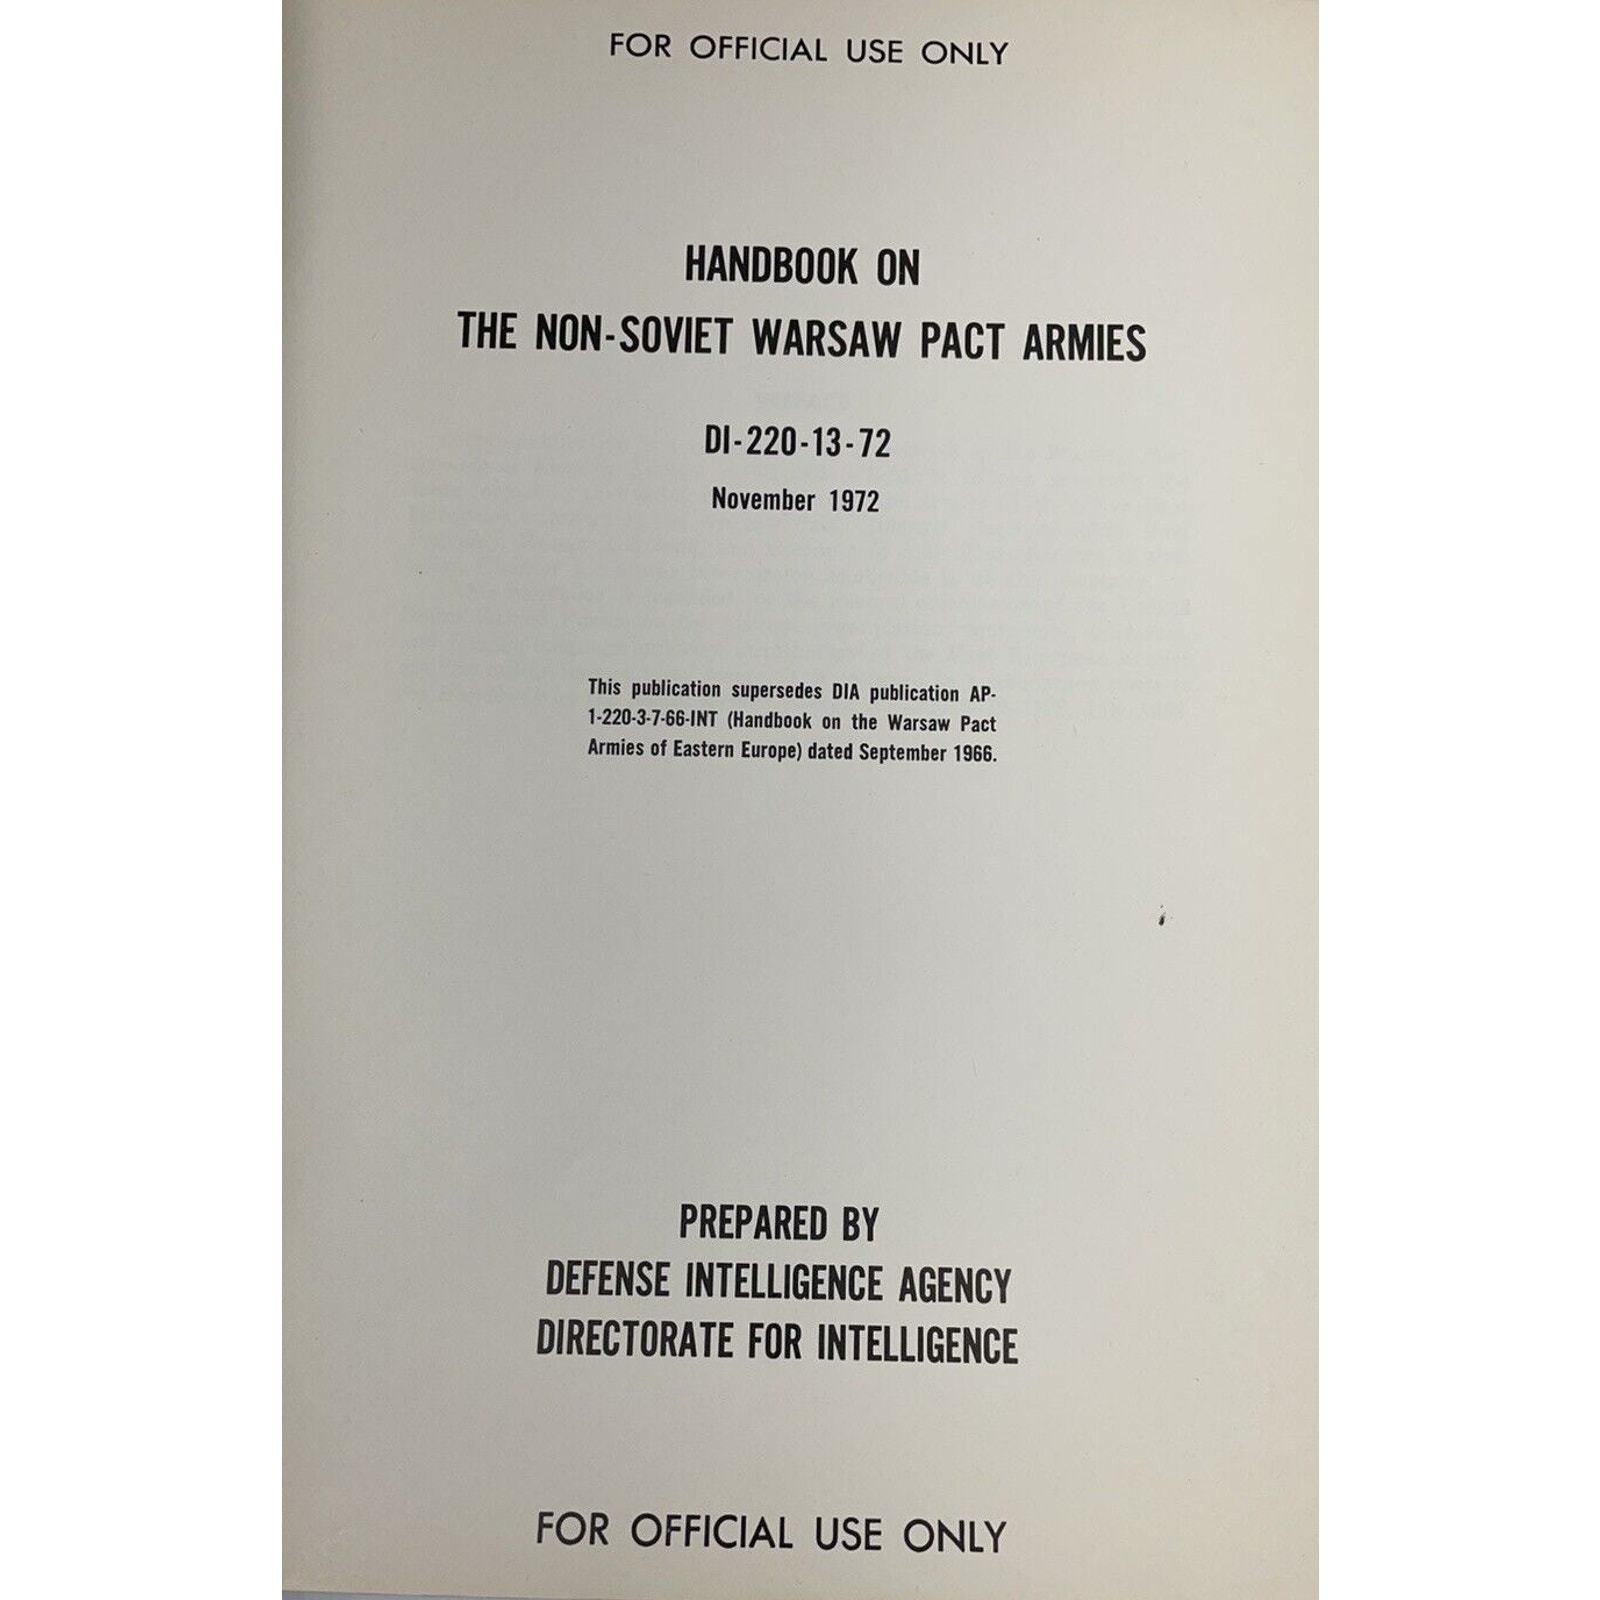 FOR OFFICIAL USE ONLY
HANDBOOK ON
THE NON-SOVIET WARSAW PACT ARMIES
DI-220-13-72
November 1972
This publication supersedes DIA publication AP-
1-220-3-7-66-INT (Handbook on the Warsaw Pact
Armies of Eastern Europe) dated September 1966.
PREPARED BY
DEFENSE INTELLIGENCE AGENCY
DIRECTORATE FOR INTELLIGENCE
FOR OFFICIAL USE ONLY